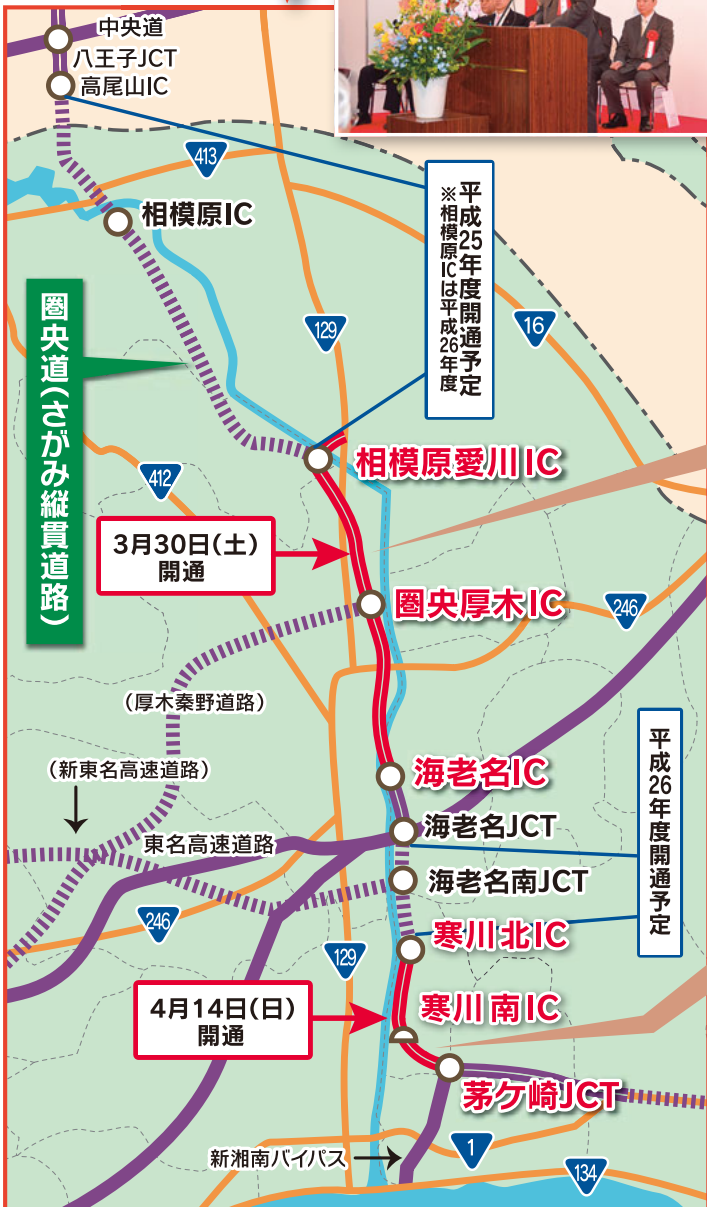 中央道
八王子JCT
高尾山IC
413
相模原IC
平成25年度開通予定
※相模原ICは平成26年度
圏央道(さがみ縦貫道路)
129
16
相模原愛川IC
412
3月30日(土)
開通
圏央厚木IC
246
(厚木秦野道路)
海老名IC
平成26年度開通予定
(新東名高速道路)
海老名JCT
東名高速道路
海老名南JCT
246
寒川北IC
129
4月14日(日)
開通
寒川南IC
茅ケ崎JCT
新湘南バイパス
1
134